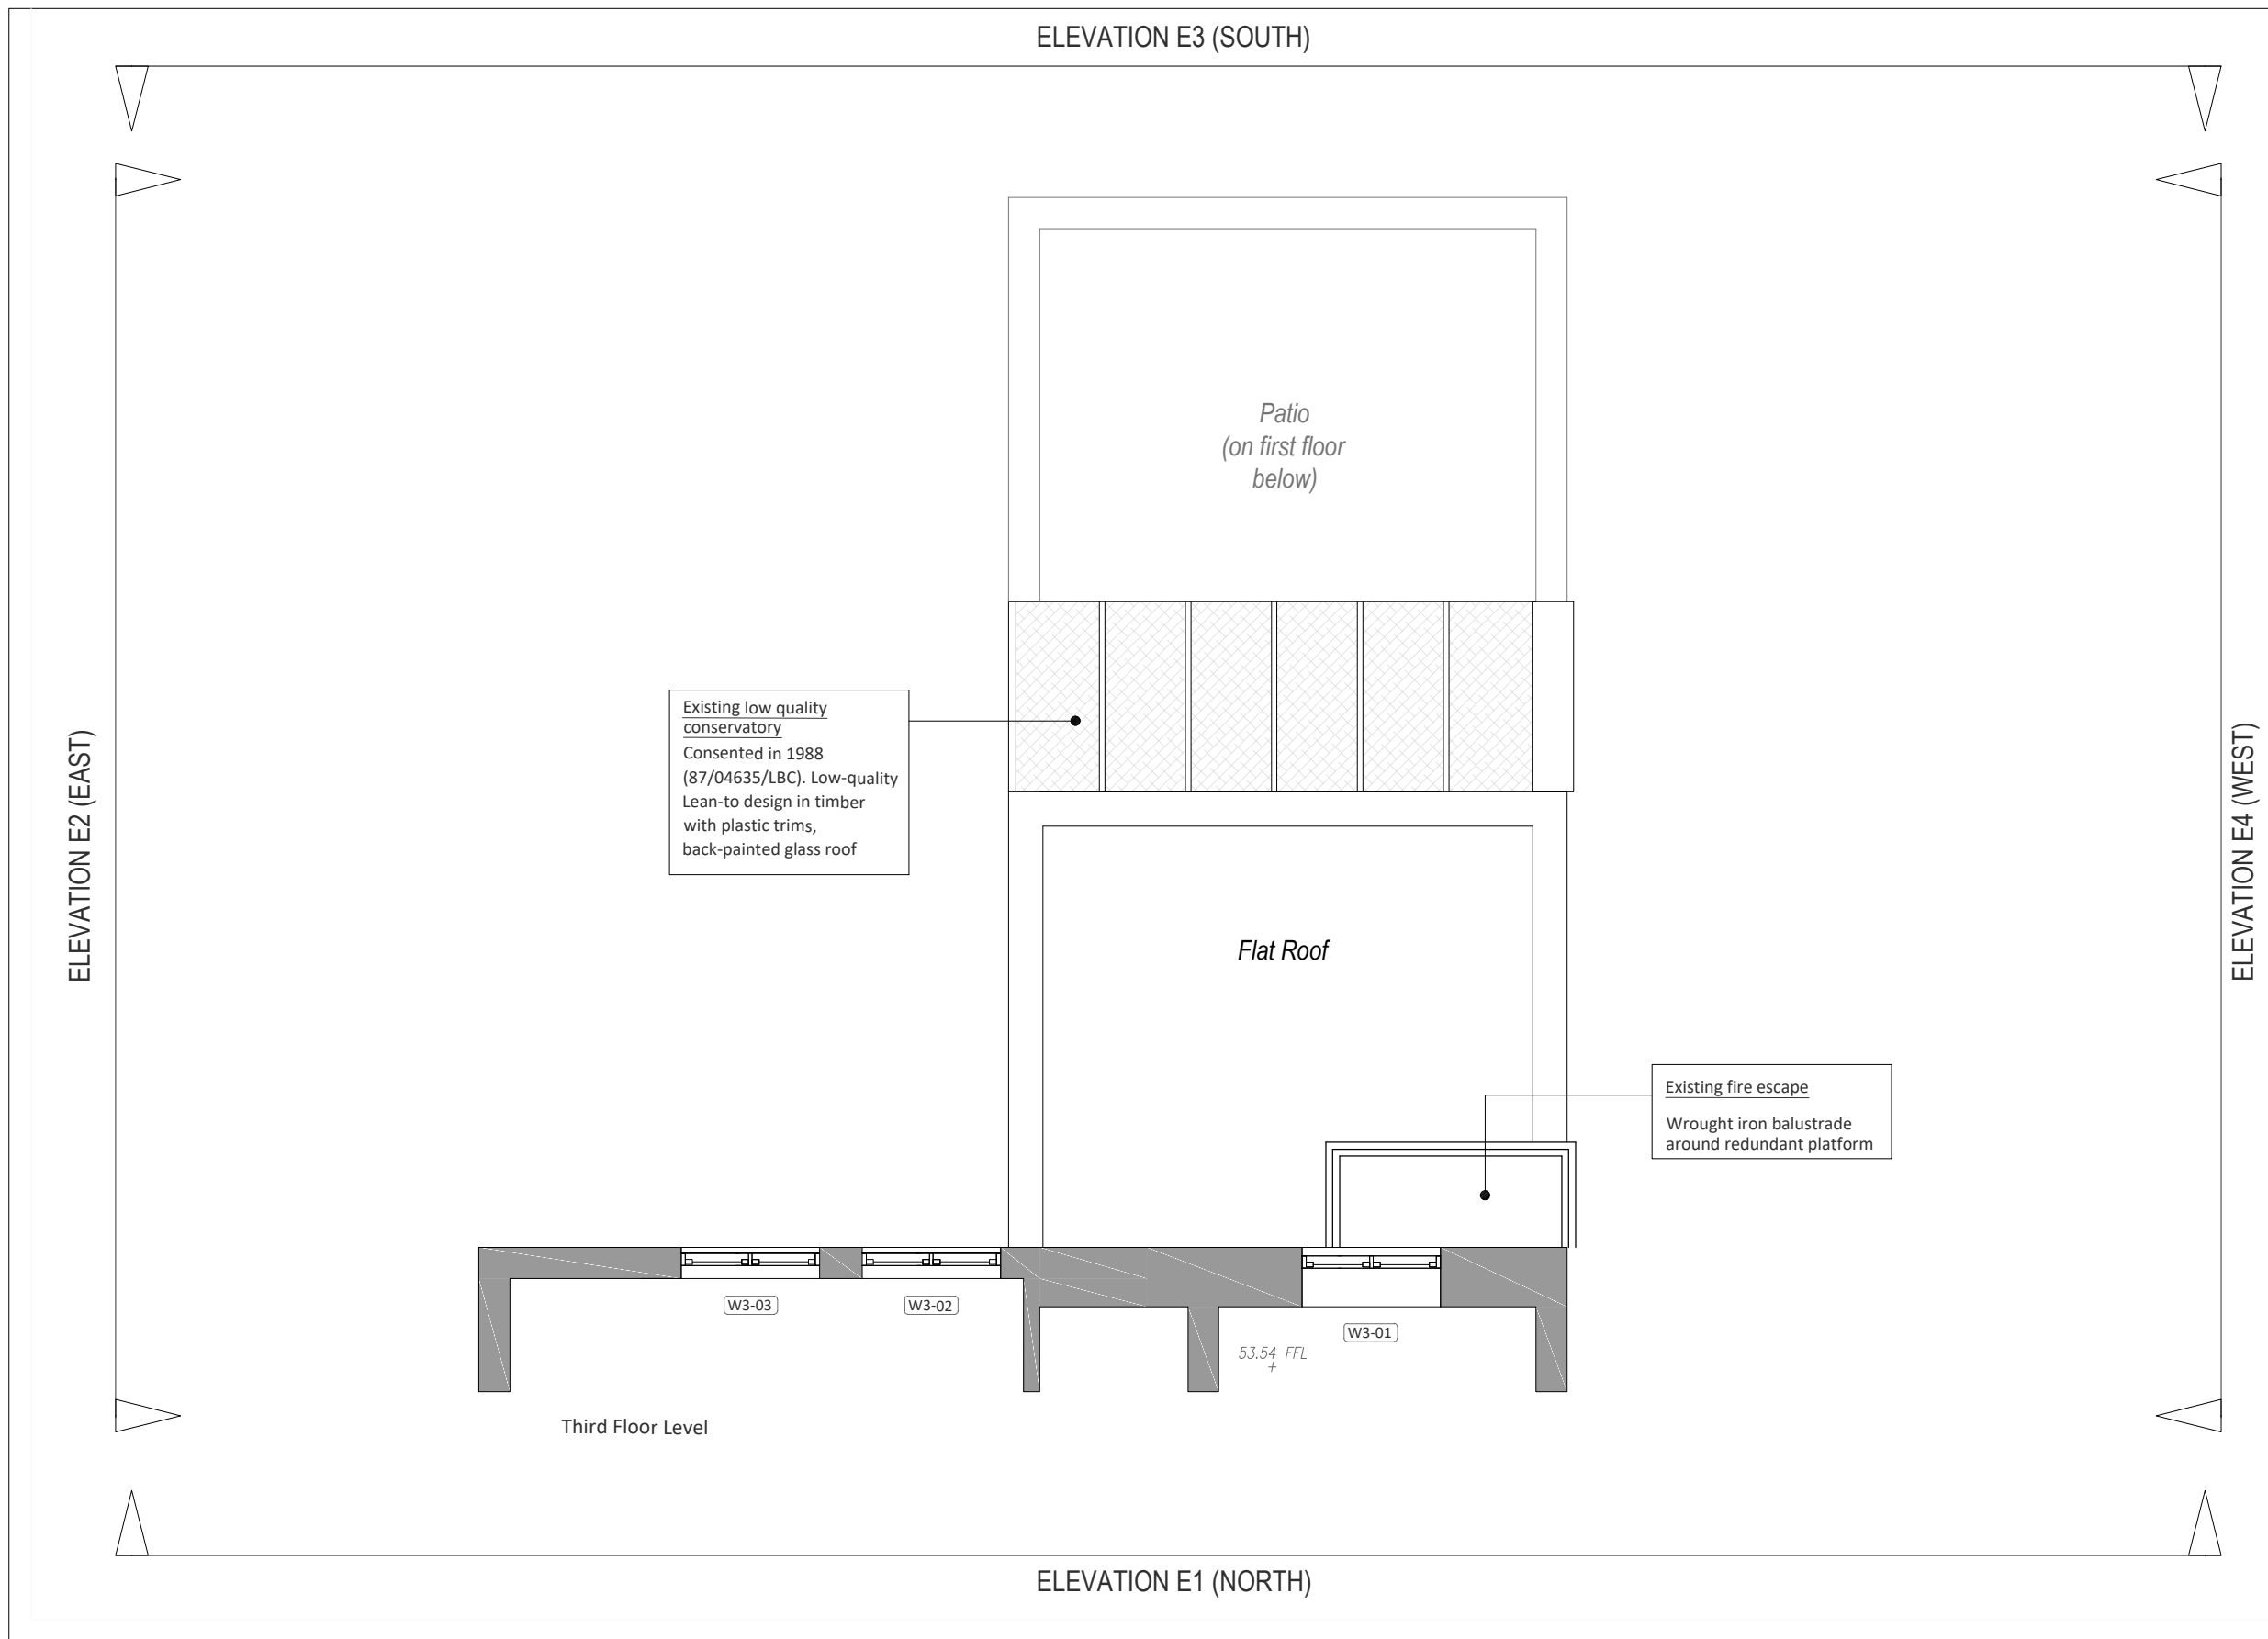 ELEVATION E3 (SOUTH)
Patio
(on first floor
below)
Existing low quality
conservatory
Consented in 1988
(87/04635/LBC). Low-quality
Lean-to design in timber
with plastic trims,
back-painted glass roof
ELEVATION E2 (EAST)
ELEVATION E4 (WEST)
Flat Roof
Existing fire escape
Wrought iron balustrade
around redundant platform
W3-03
W3-02
W3-01
53.54 FFL
Third Floor Level
ELEVATION E1 (NORTH)